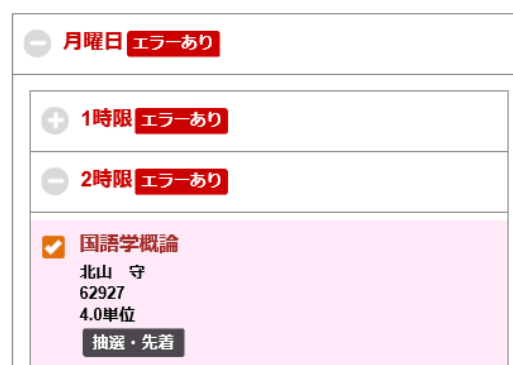 月曜日 エラーあり
1時限 エラーあり
2時限 エラーあり
国語学概論
北山　守
62927
4.0単位
抽選・先着